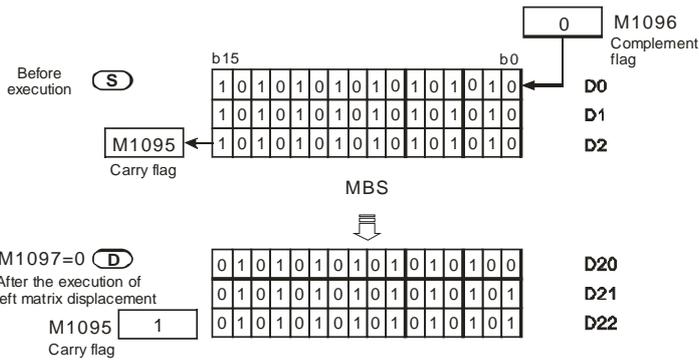 0 M1096
Complement
flag
b15 b0
Before
execution
S
1 0 1 0 1 0 1 0 1 0 1 0 1 0 1 0 D0
1 0 1 0 1 0 1 0 1 0 1 0 1 0 1 0 D1
M1095 1 0 1 0 1 0 1 0 1 0 1 0 1 0 1 0 D2
Carry flag
MBS
M1097=0 D
After the execution of
eft matrix displacement
0 1 0 1 0 1 0 1 0 1 0 1 0 1 0 0 D20
0 1 0 1 0 1 0 1 0 1 0 1 0 1 0 1 D21
0 1 0 1 0 1 0 1 0 1 0 1 0 1 0 1 D22
M1095 1
Carry flag